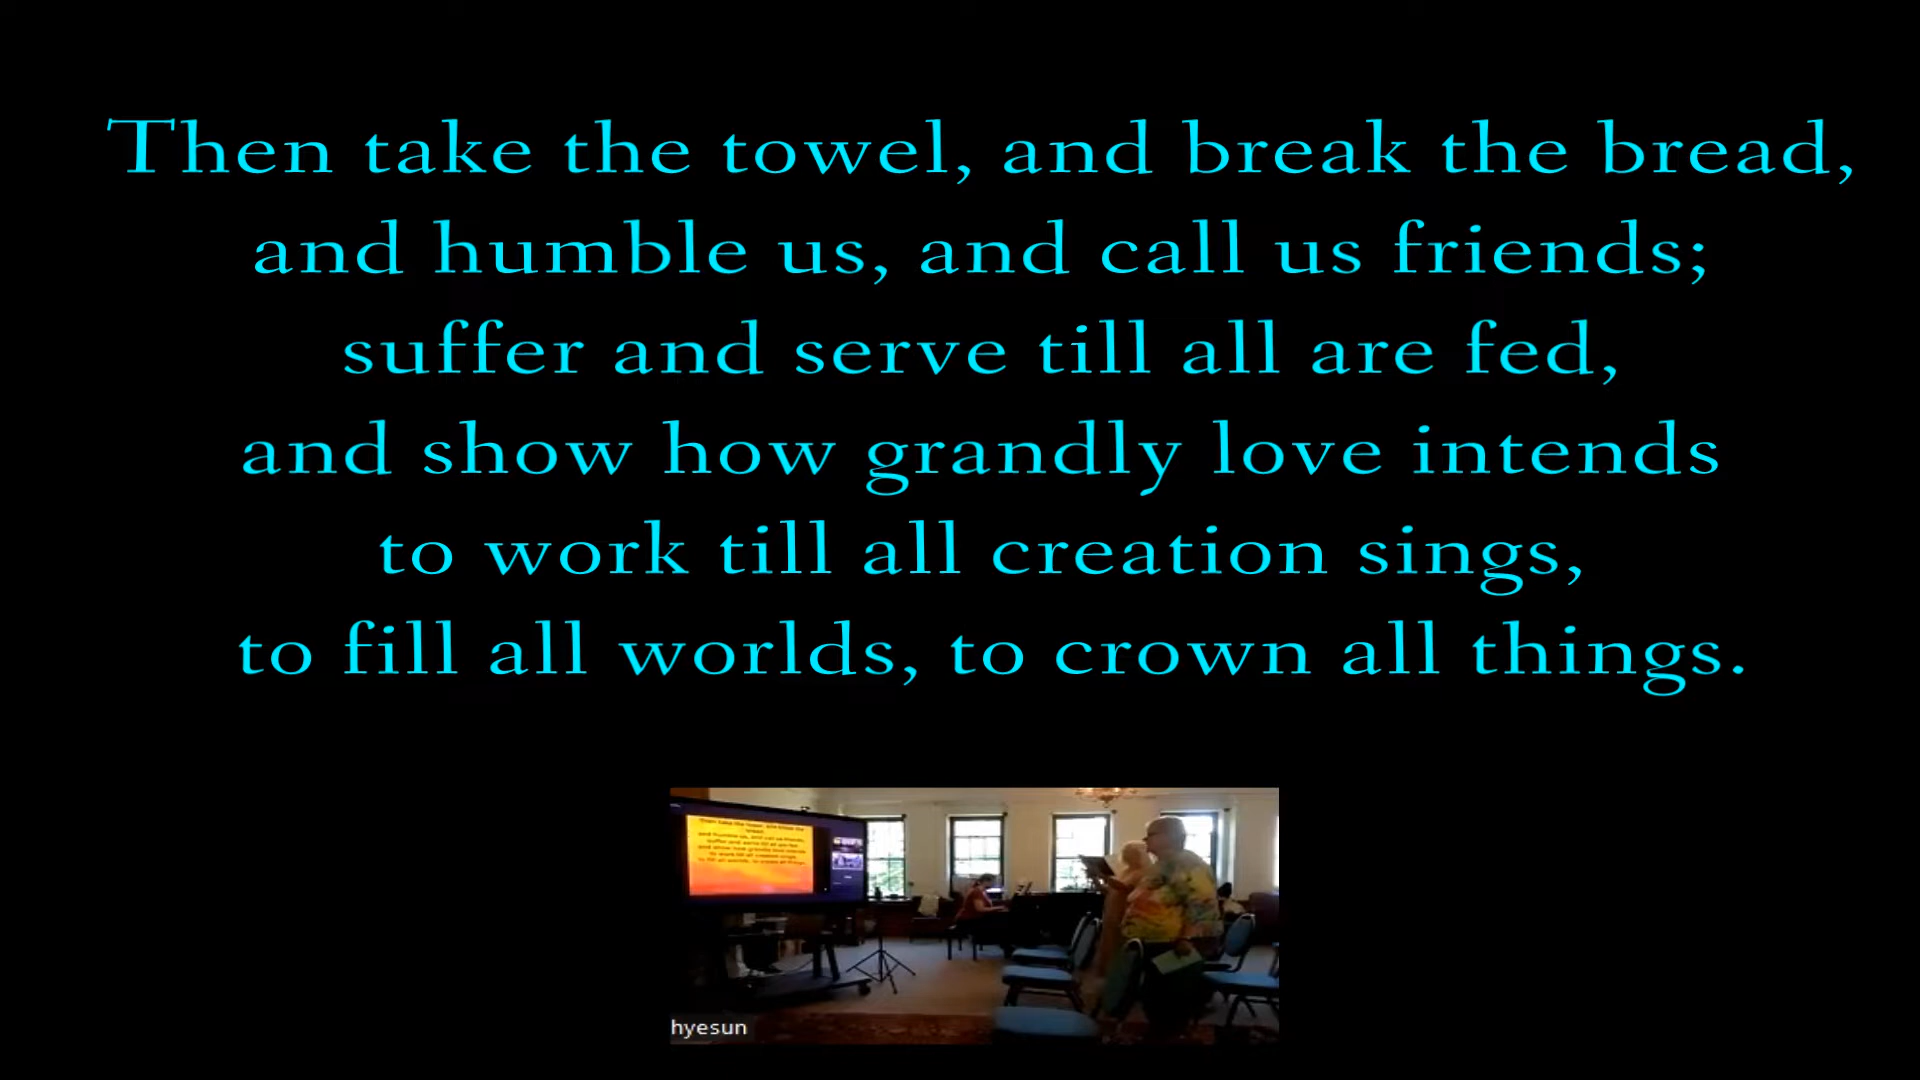 Then take the towel, and break the bread,
and humble us, and call us friends;
suffer and serve till all are fed,
and show how grandly love intends
to work till all creation sings,
to fill all worlds, to crown all things.
hyesun